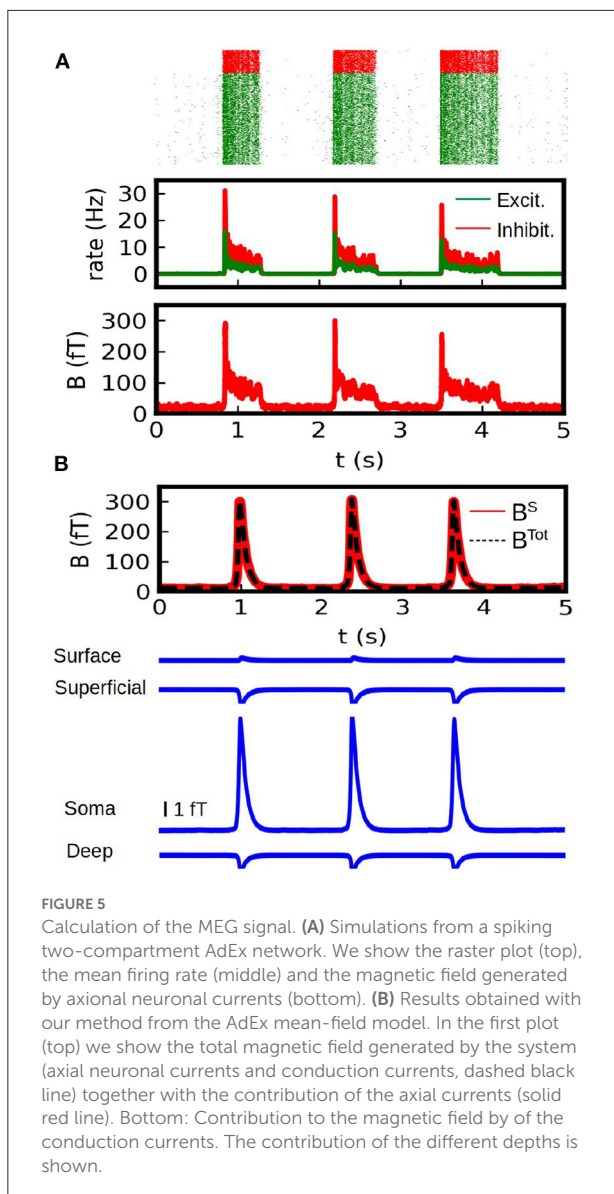 A
30
20
10
0
rate (Hz)
Excit.
Inhibit.
300
200
100
0
B (fT)
0 1 2 3 4 5
t (s)
B
300
200
100
0
B (fT)
B^S
B^Tot
0 1 2 3 4 5
t (s)
Surface
Superficial
Soma
1 fT
Deep
FIGURE 5
Calculation of the MEG signal. (A) Simulations from a spiking
two-compartment AdEx network. We show the raster plot (top),
the mean firing rate (middle) and the magnetic field generated
by axional neuronal currents (bottom). (B) Results obtained with
our method from the AdEx mean-field model. In the first plot
(top) we show the total magnetic field generated by the system
(axial neuronal currents and conduction currents, dashed black
line) together with the contribution of the axial currents (solid
red line). Bottom: Contribution to the magnetic field by of the
conduction currents. The contribution of the different depths is
shown.